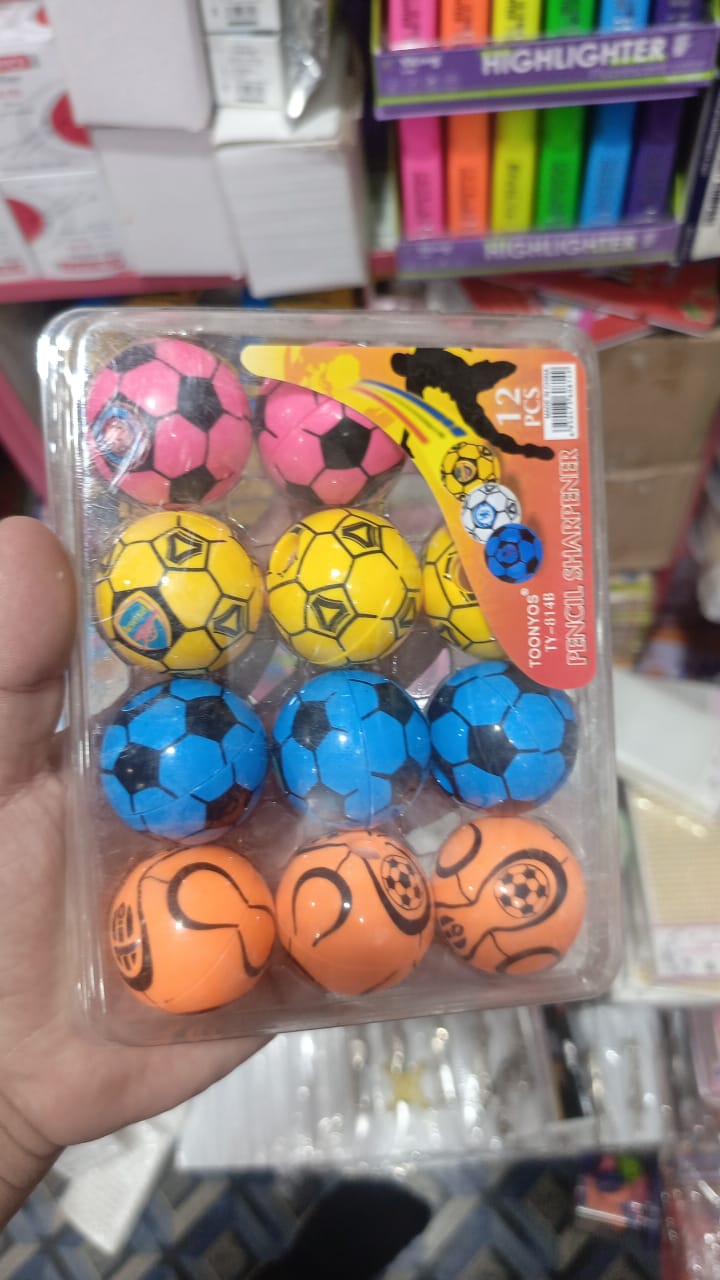 HIGHLIGHTER
HIGHLIGHTER
12
PCS
PENCIL SHARPENER
TOONYOS®
TY-814B